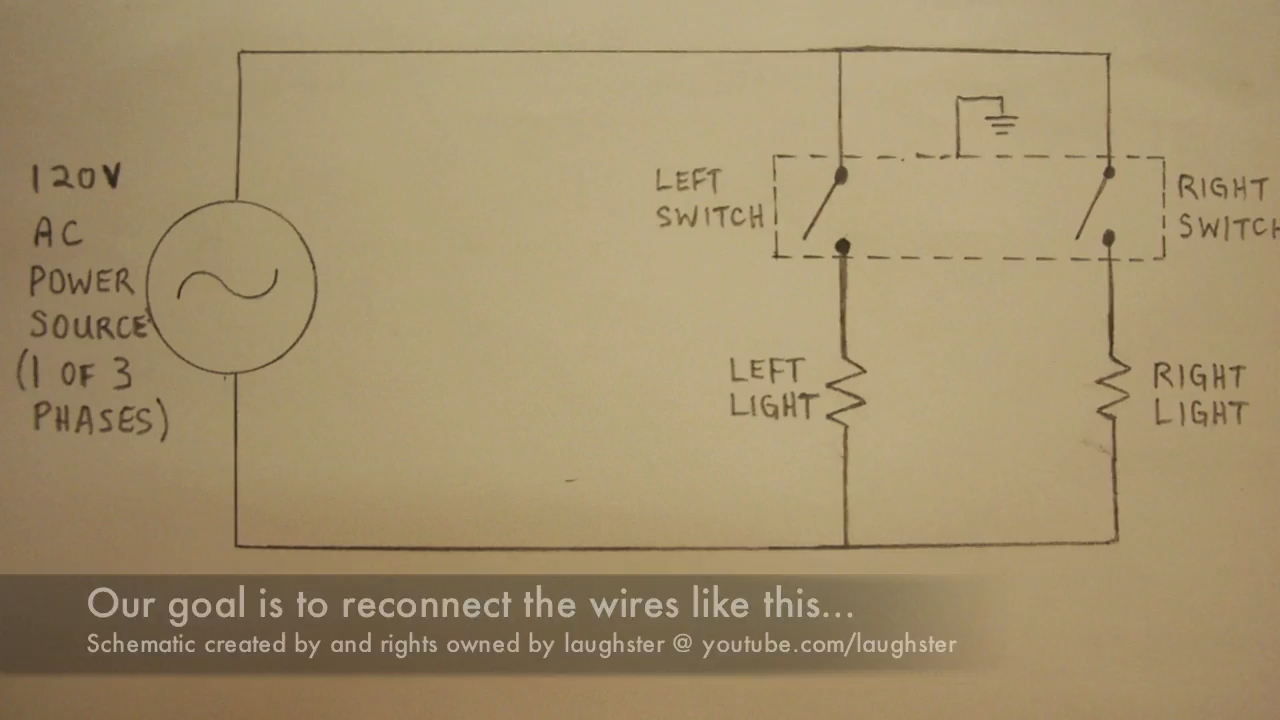 120V
AC
POWER
SOURCE
(1 OF 3
PHASES)
LEFT
SWITCH
RIGHT
SWITCH
LEFT
LIGHT
RIGHT
LIGHT
Our goal is to reconnect the wires like this...
Schematic created by and rights owned by laughster @ youtube.com/laughster